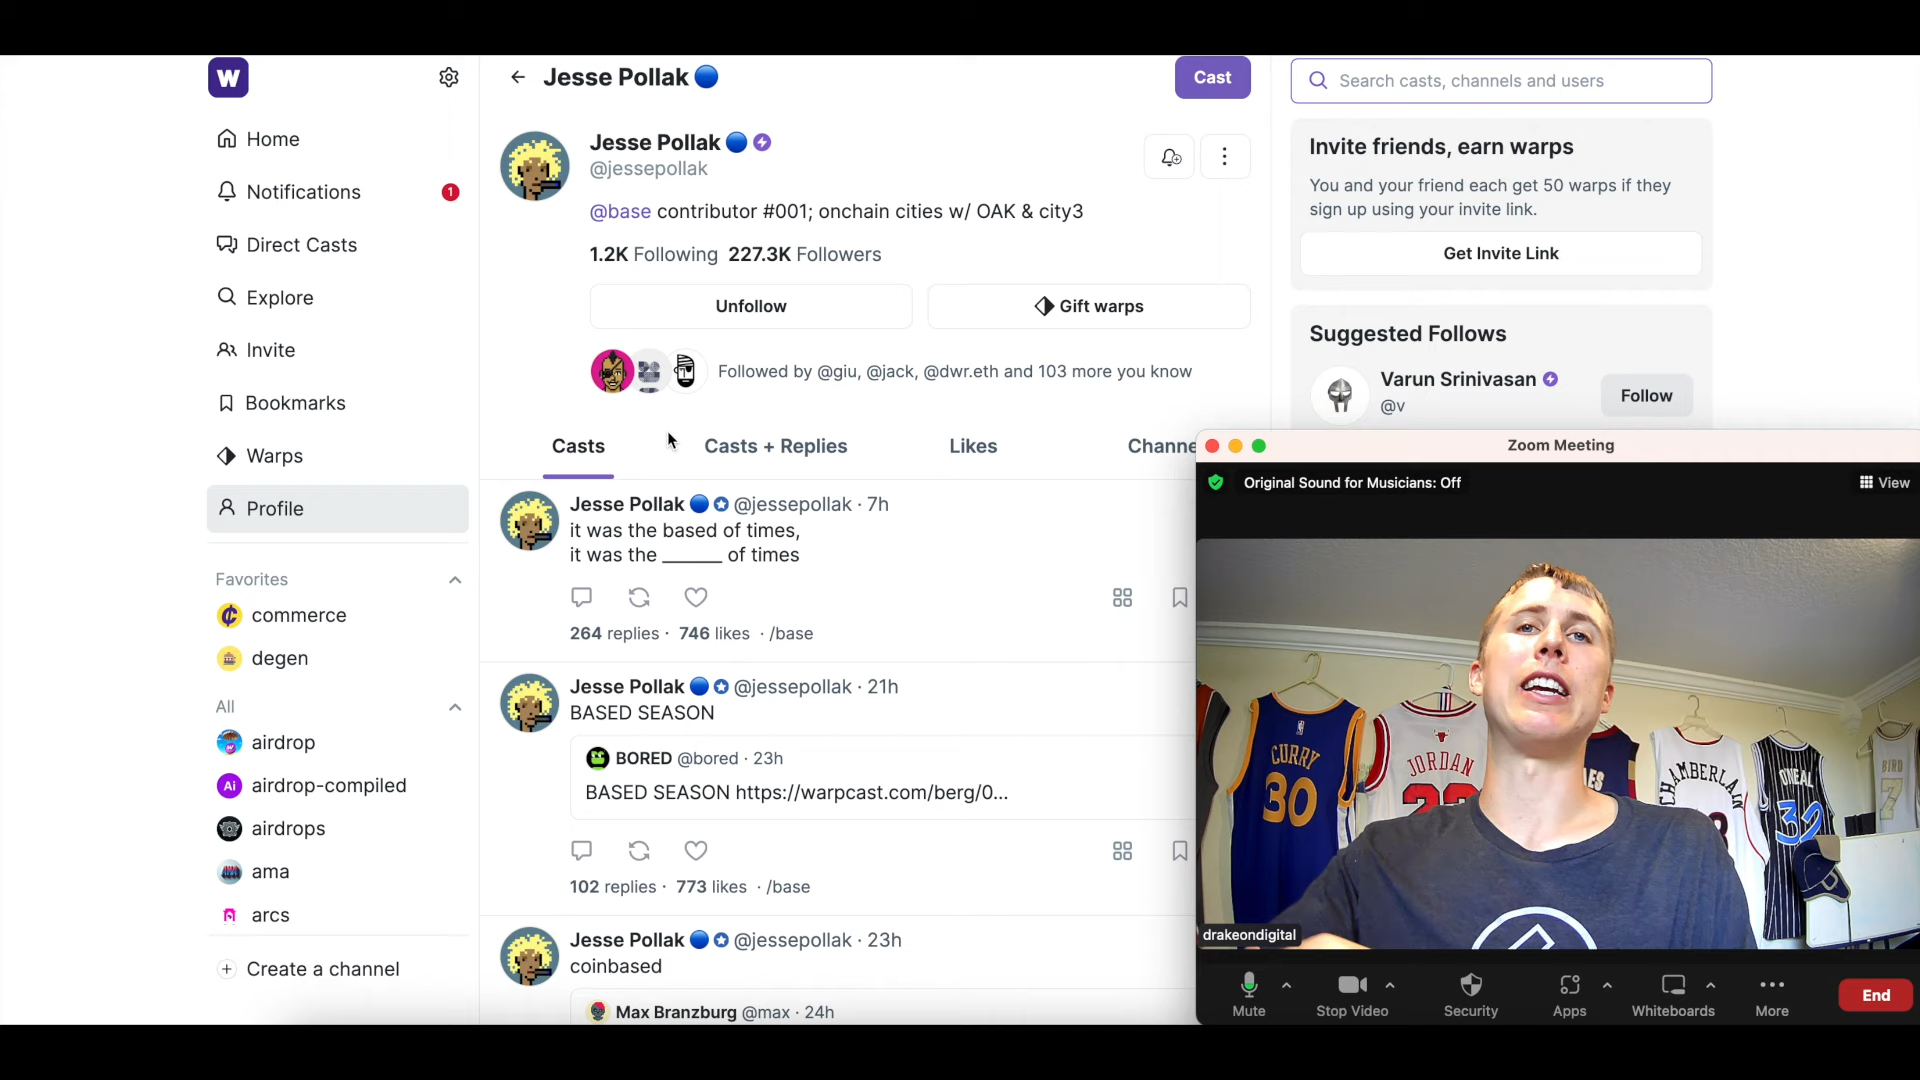 W
Home
Notifications
1
Direct Casts
Explore
Invite
Bookmarks
Warps
Profile
Favorites
commerce
degen
All
airdrop
Ai
airdrop-compiled
airdrops
ama
arcs
Create a channel
Jesse Pollak
Cast
Jesse Pollak
@jessepollak
@base contributor #001; onchain cities w/ OAK & city3
1.2K Following 227.3K Followers
Unfollow
Gift warps
Followed by @giu, @jack, @dwr.eth and 103 more you know
Casts
Casts + Replies
Likes
Channe
Jesse Pollak @jessepollak · 7h
it was the based of times,
it was the _______ of times
264 replies · 746 likes · /base
Jesse Pollak @jessepollak · 21h
BASED SEASON
BORED @bored · 23h
BASED SEASON https://warpcast.com/berg/0...
102 replies · 773 likes · /base
Jesse Pollak @jessepollak · 23h
coinbased
Max Branzburg @max · 24h
Search casts, channels and users
Invite friends, earn warps
You and your friend each get 50 warps if they
sign up using your invite link.
Get Invite Link
Suggested Follows
Varun Srinivasan
@v
Follow
Zoom Meeting
Original Sound for Musicians: Off
View
CURRY
30
JORDAN
23
CHAMBERLAIN
O'NEAL
32
BIRD
drakeondigital
Mute
Stop Video
Security
Apps
Whiteboards
More
End